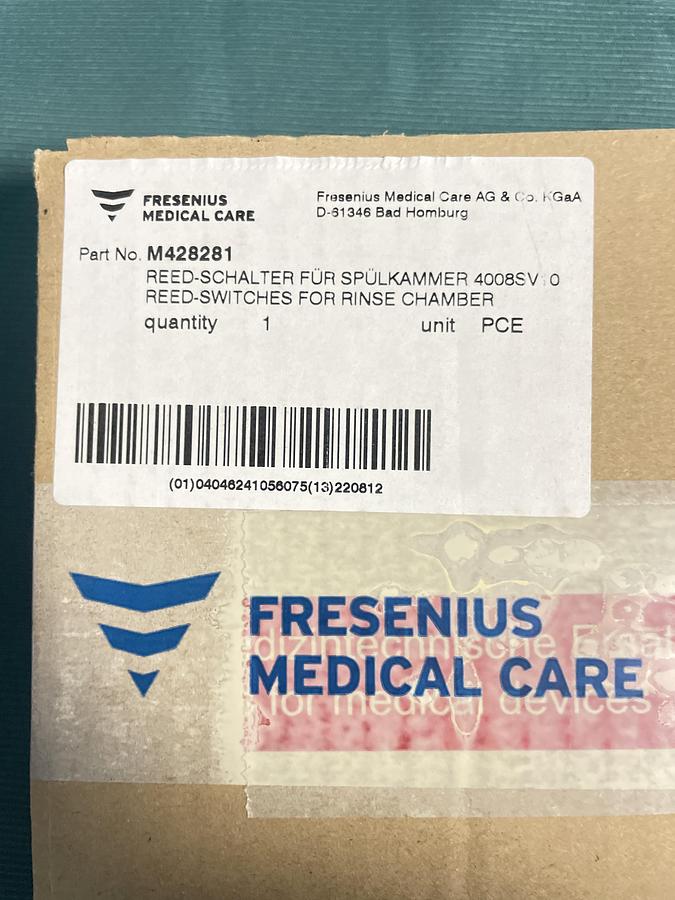 FRESENIUS
MEDICAL CARE
Fresenius Medical Care AG & Co. KGaA
D-61346 Bad Homburg
Part No. M428281
REED-SCHALTER FÜR SPÜLKAMMER 4008SV 0
REED-SWITCHES FOR RINSE CHAMBER
quantity 1 unit PCE
(01)04046241056075(13)220812
FRESENIUS
dizintechnische Ersat
MEDICAL CARE
for medical devices